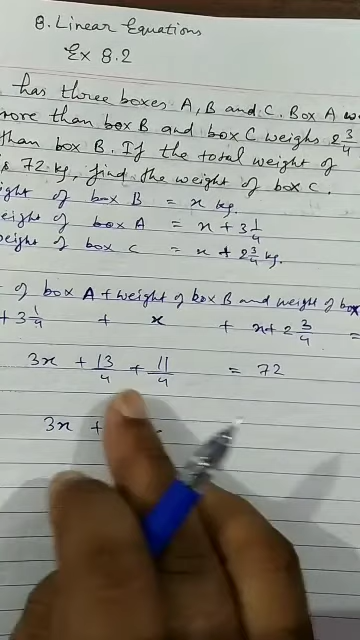 8. Linear Equations
Ex 8.2
has three boxes A, B and C. Box A w
more than box B and box C weighs 2 3/4
than box B. If the total weight of
72 kg, find the weight of box C.
ight of box B = x kg.
eight of box A = x + 3 1/4
eight of box C = x + 2 3/4 kg.
of box A + weight of box B and weight of box
+ 3 1/4 + x + x + 2 3/4 =
3x + 13/4 + 11/4 = 72
3x +